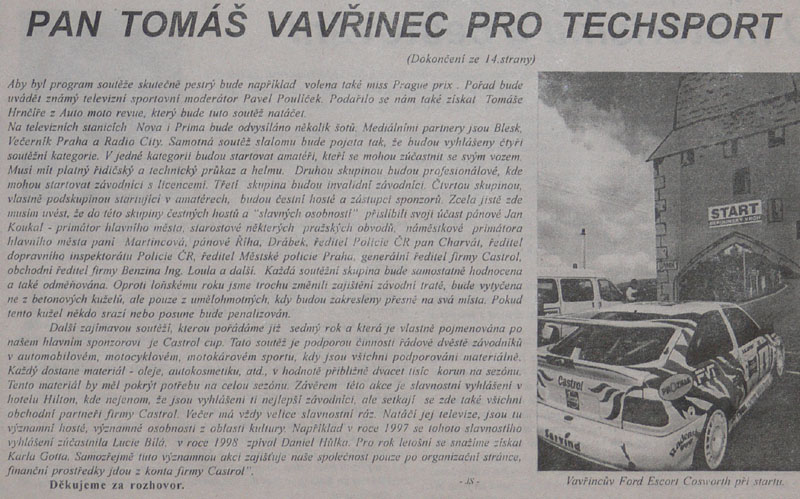 PAN TOMÁŠ VAVŘINEC PRO TECHSPORT
(Dokončení ze 14.strany)
Aby byl program soutěže skutečně pestrý bude například volena také miss Prague prix . Pořad bude
uvádět známý televizní sportovní moderátor Pavel Poulíček. Podařilo se nám také získat Tomáše
Hrnčíře z Auto moto revue, který bude tuto soutěž natáčet.
Na televizních stanicích Nova i Prima bude odvysíláno několik šotů. Mediálními partnery jsou Blesk,
Večerník Praha a Radio City. Samotná soutěž slalomu bude pojeta tak, že budou vyhlášeny čtyři
soutěžní kategorie. V jedné kategorii budou startovat amatéři, kteří se mohou zúčastnit se svým vozem.
Musí mít platný řidičský a technický průkaz a helmu. Druhou skupinou budou profesionálové, kde
mohou startovat závodníci s licencemi. Třetí skupina budou invalidní závodníci. Čtvrtou skupinou,
vlastně podskupinou startující v amatérech, budou čestní hosté a zástupci sponzorů. Zcela jistě zde
musím uvést, že do této skupiny čestných hostů a "slavných osobností" přislíbili svoji účast pánové Jan
Koukal - primátor hlavního města, starostové některých pražských obvodů, náměstkové primátora
hlavního města paní Martincová, pánové Říha, Drábek, ředitel Policie ČR pan Charvát, ředitel
dopravního inspektorátu Policie ČR, ředitel Městské policie Praha, generální ředitel firmy Castrol,
obchodní ředitel firmy Benzina Ing. Loula a další. Každá soutěžní skupina bude samostatně hodnocena
a také odměňována. Oproti loňskému roku jsme trochu změnili zajištění závodní tratě, bude vytyčena
ne z betonových kuželů, ale pouze z umělohmotných, kdy budou zakresleny přesně na svá místa. Pokud
tento kužel někdo srazí nebo posune bude penalizován.
Další zajímavou soutěží, kterou pořádáme již sedmý rok a která je vlastně pojmenována po
našem hlavním sponzorovi je Castrol cup. Tato soutěž je podporou činnosti řádově dvěstě závodníků
v automobilovém, motocyklovém, motokárovém sportu, kdy jsou všichni podporováni materiálně.
Každý dostane materiál - oleje, autokosmetiku, atd., v hodnotě přibližně dvacet tisíc korun na sezónu.
Tento materiál by měl pokrýt potřebu na celou sezónu. Závěrem této akce je slavnostní vyhlášení v
hotelu Hilton, kde nejenom, že jsou vyhlášeni ti nejlepší závodníci, ale setkají se zde také všichni
obchodní partneři firmy Castrol. Večer má vždy velice slavnostní ráz. Natáčí jej televize, jsou tu
významní hosté, významné osobnosti z oblasti kultury. Například v roce 1997 se tohoto slavnostního
vyhlášení zúčastnila Lucie Bílá, v roce 1998 zpíval Daniel Hůlka. Pro rok letošní se snažíme získat
Karla Gotta. Samozřejmě tuto významnou akci zajišťuje naše společnost pouze po organizační stránce,
finanční prostředky jdou z konta firmy Castrol".
Děkujeme za rozhovor.
- JS -
START
Castrol
Vavřincův Ford Escort Cosworth při startu.